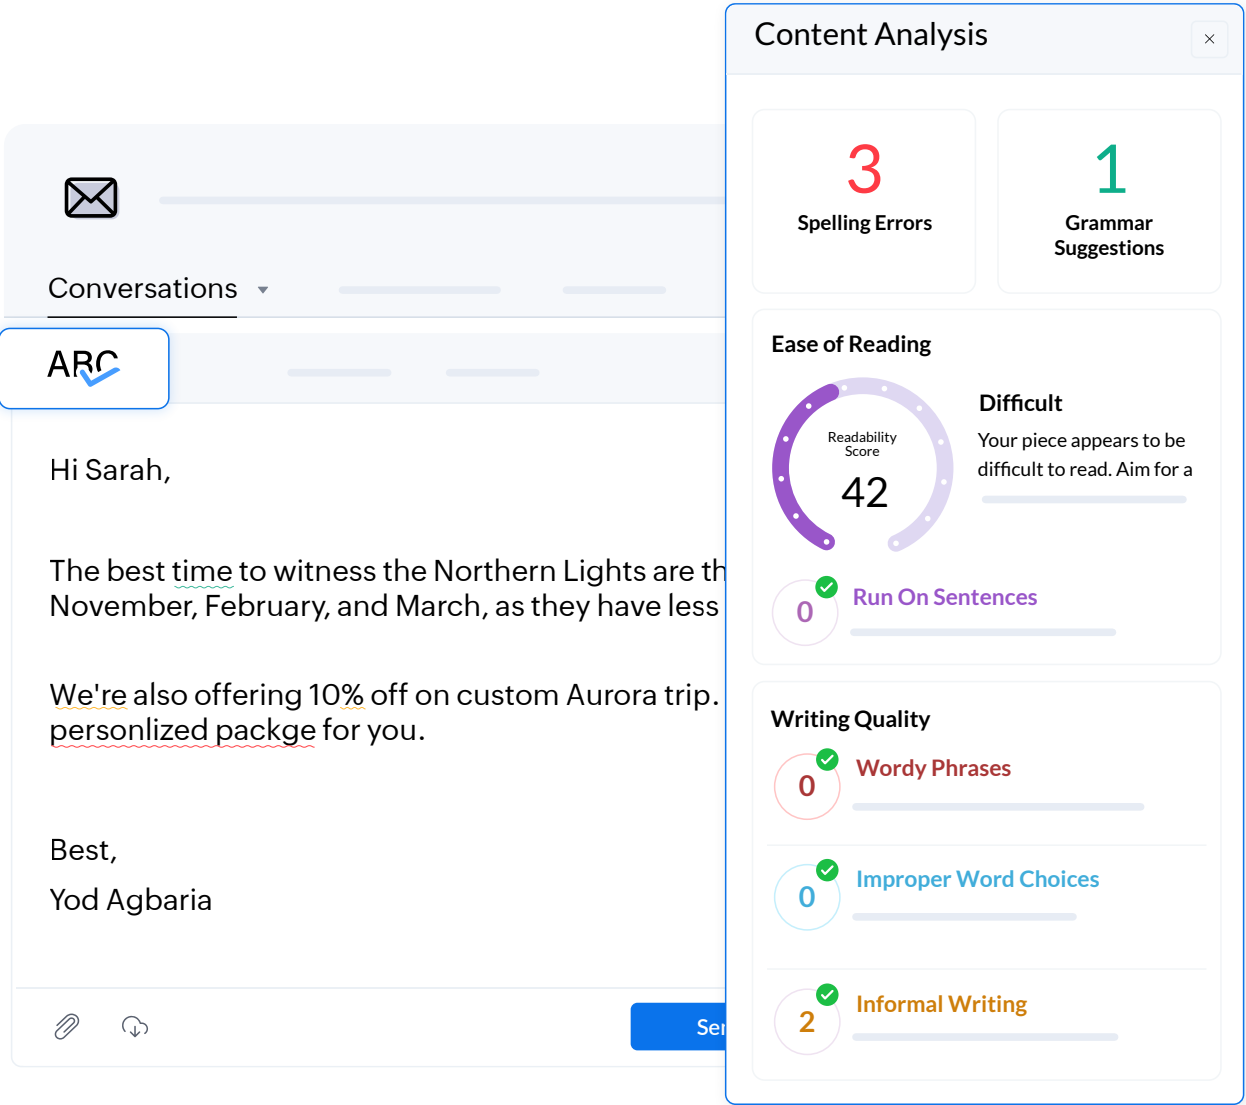 Conversations
ABC
Hi Sarah,
The best time to witness the Northern Lights are
November, February, and March, as they have less
We're also offering 10% off on custom Aurora trip.
personlized packge for you.
Best,
Yod Agbaria
Content Analysis
3
Spelling Errors
1
Grammar
Suggestions
Ease of Reading
Readability
Score
42
Difficult
Your piece appears to be
difficult to read. Aim for a
0
Run On Sentences
Writing Quality
0
Wordy Phrases
0
Improper Word Choices
2
Informal Writing